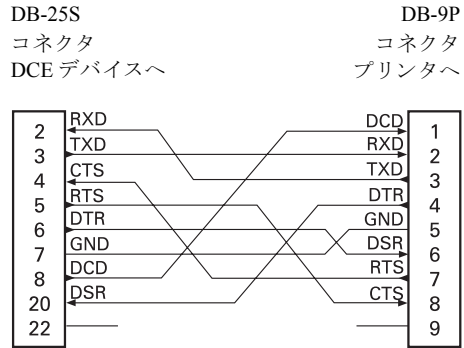 DB-25S
コネクタ
DCE デバイスへ
DB-9P
コネクタ
プリンタへ
2 RXD DCD 1
3 TXD RXD 2
4 CTS TXD 3
5 RTS DTR 4
6 DTR GND 5
7 GND DSR 6
8 DCD RTS 7
20 DSR CTS 8
22 9